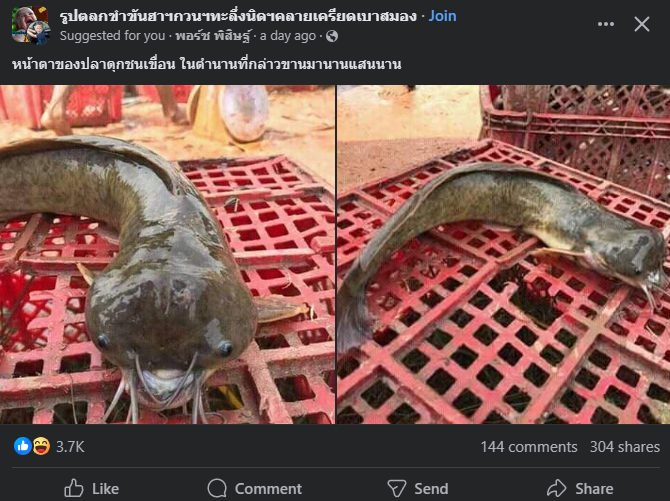 รูปตลกขำขันฮาฯกวนฯทะลึ่งนิดฯคลายเครียดเบาสมอง · Join
Suggested for you · พอร์ช พิสิษฐ์ · a day ago ·
หน้าตาของปลาดุกชนเขื่อน ในตำนานที่กล่าวขานมานานแสนนาน
3.7K
144 comments 304 shares
Like Comment Send Share